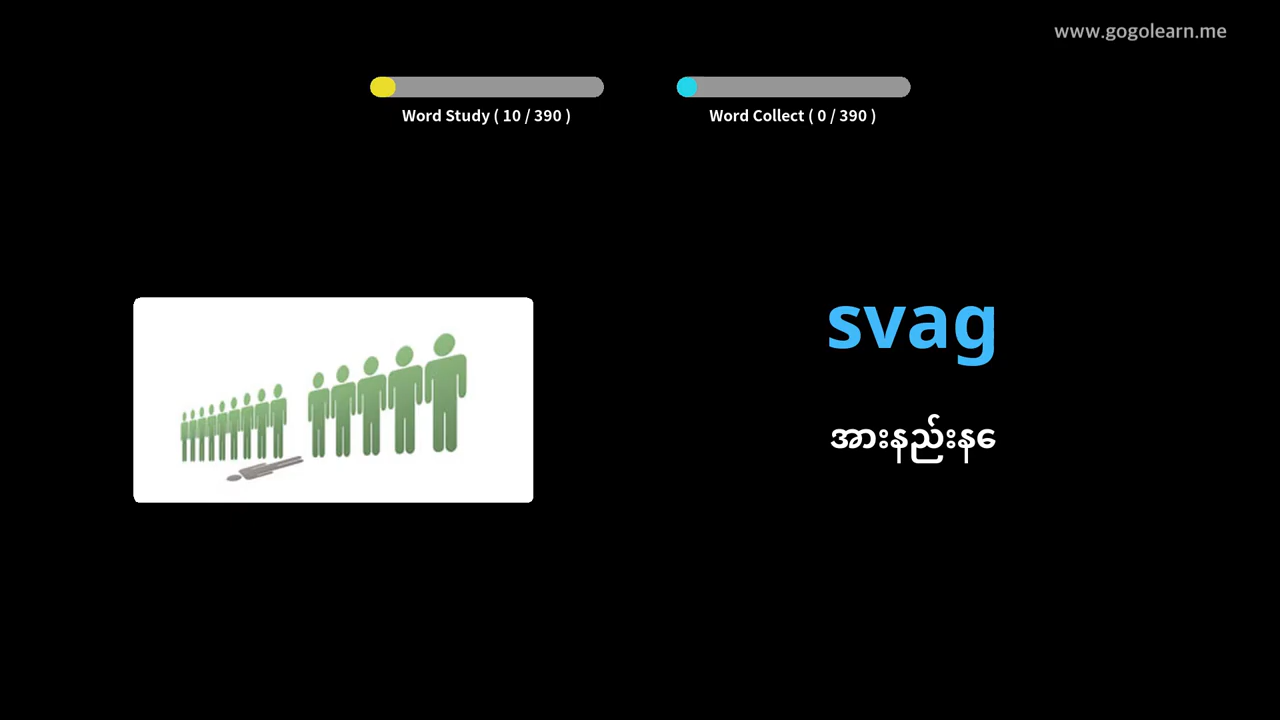 www.gogolearn.me
Word Study ( 10 / 390 )
Word Collect ( 0 / 390 )
svag
အားနည်းနေ